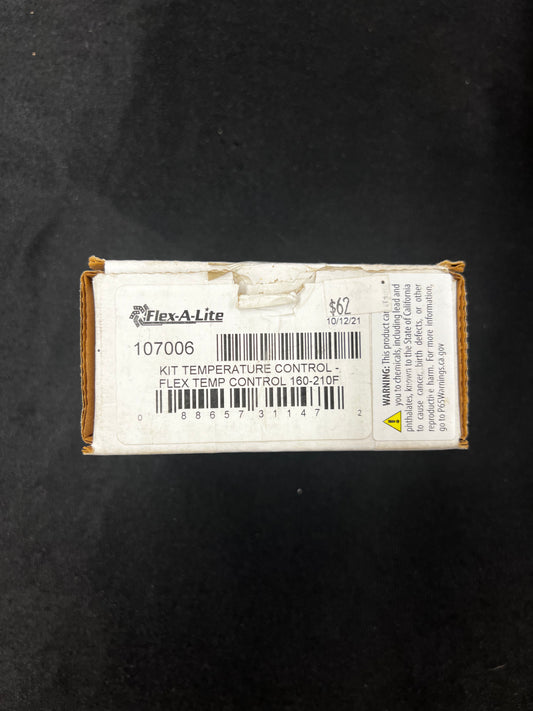 Flex-A-Lite
$62
10/12/21
107006
KIT TEMPERATURE CONTROL -
FLEX TEMP CONTROL 160-210F
0 88657 31147 2
WARNING: This product can
you to chemicals, including lead and
phthalates, known to the State of California
to cause cancer, birth defects, or other
reproductive harm. For more information,
go to P65Warnings.ca.gov